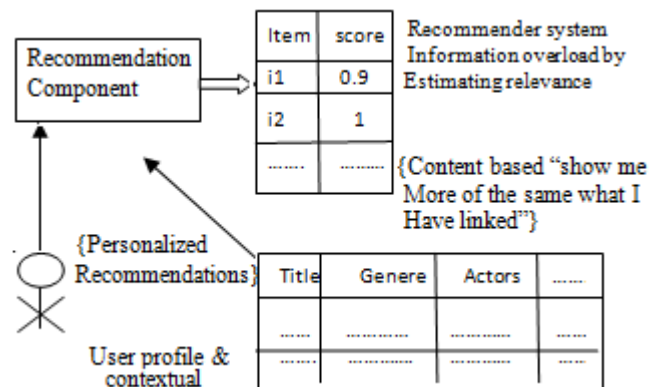 Recommendation
Component
Item score
i1 0.9
i2 1
........ ..........
Recommender system
Information overload by
Estimating relevance
{Content based “show me
More of the same what I
Have linked”}
{Personalized
Recommendations}
Title Genere Actors .......
....... .............. ............. .......
........ .............. ............. ......
User profile &
contextual